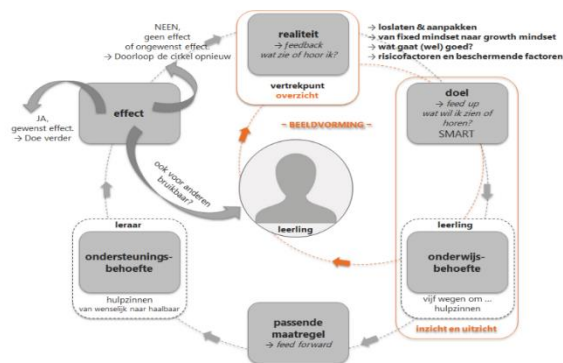 NEEN,
geen effect
of ongewenst effect.
→ Doorloop de cirkel opnieuw
realiteit
→ feedback
wat zie of hoor ik?
vertrekpunt
overzicht
→ loslaten & aanpakken
→ van fixed mindset naar growth mindset
→ wat gaat (wel) goed?
→ risicofactoren en beschermende factoren
effect
JA,
gewenst effect.
→ Doe verder
doel
→ feed up
wat wil ik zien of
horen?
SMART
~ BEELDVORMING ~
ook voor anderen
bruikbaar?
leerling
leraar
ondersteunings-
behoefte
hulpzinnen
van wenselijk naar haalbaar
leerling
onderwijs-
behoefte
vijf wegen om ...
hulpzinnen
inzicht en uitzicht
passende
maatregel
→ feed forward